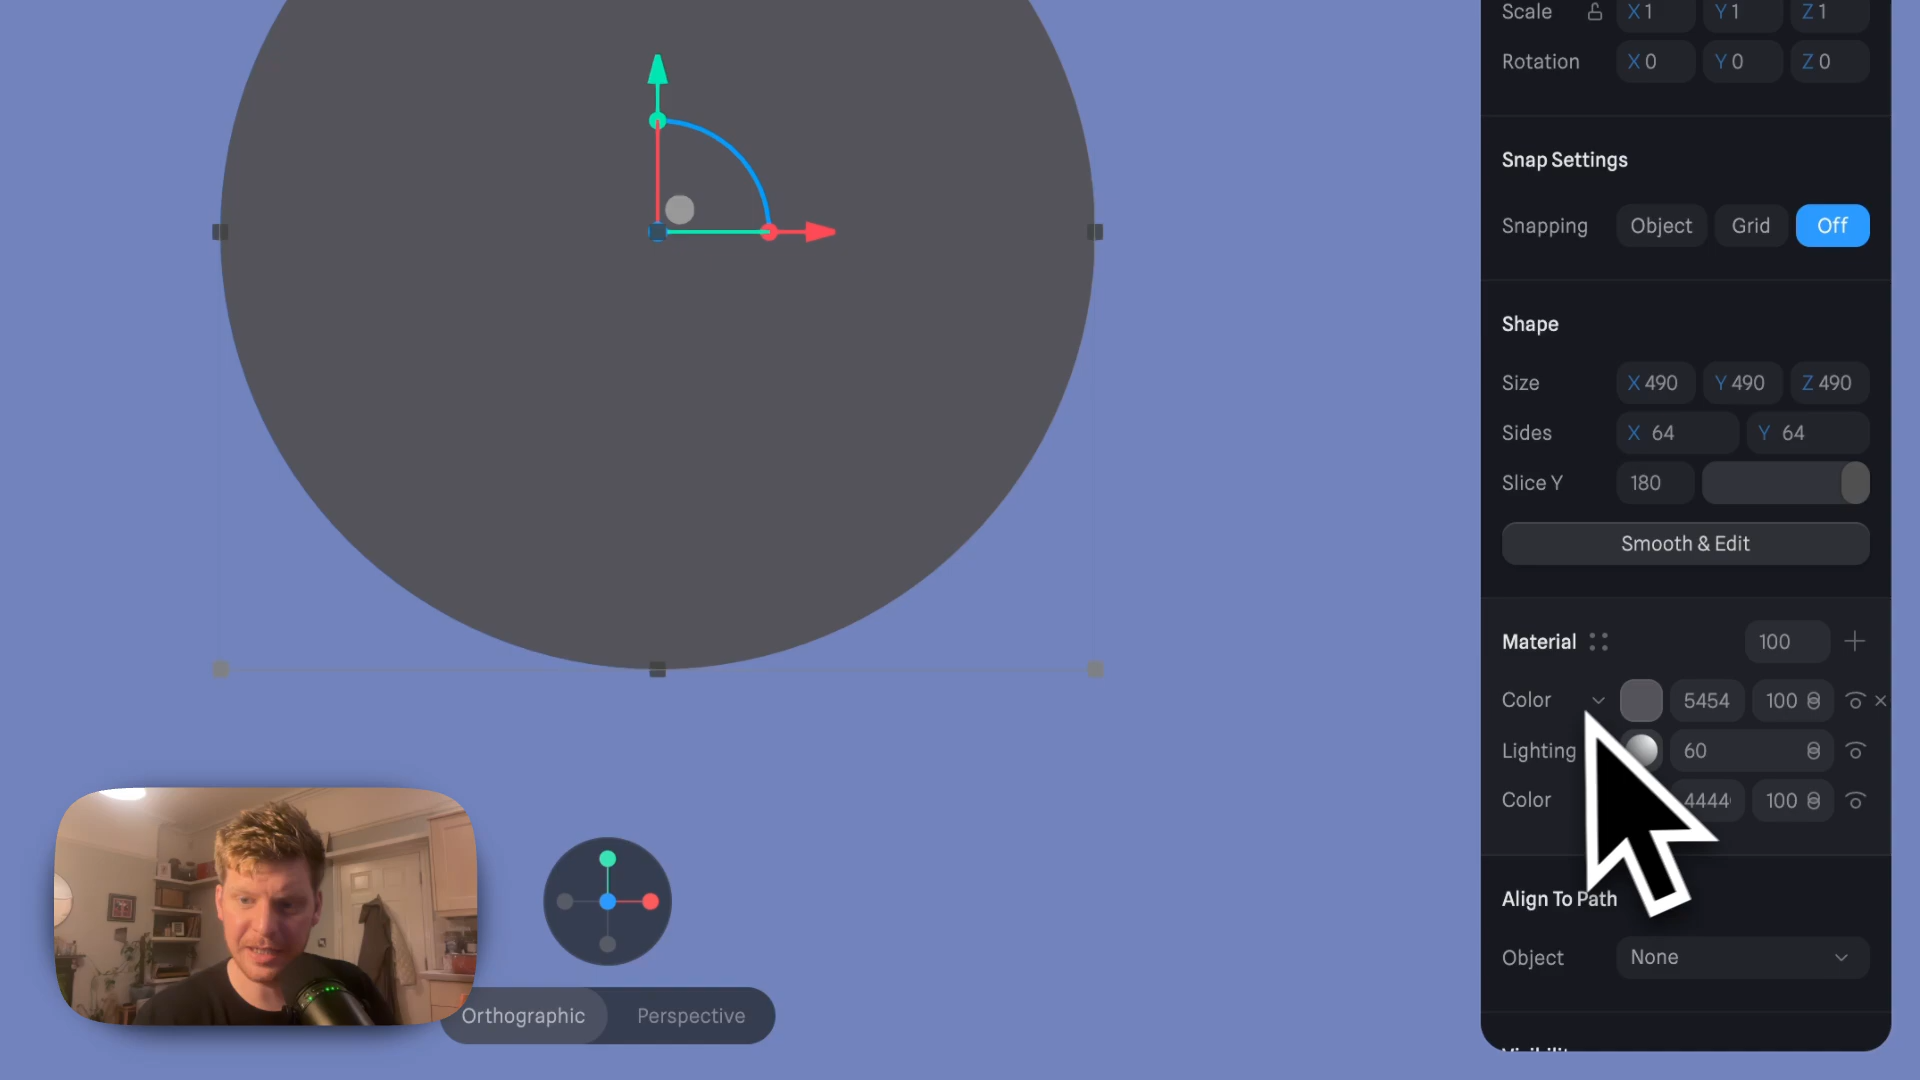 Scale X 1 Y 1 Z 1
Rotation X 0 Y 0 Z 0
Snap Settings
Snapping Object Grid Off
Shape
Size X 490 Y 490 Z 490
Sides X 64 Y 64
Slice Y 180
Smooth & Edit
Material 100
Color 5454 100
Lighting 60
Color 4444 100
Align To Path
Object None
Orthographic Perspective